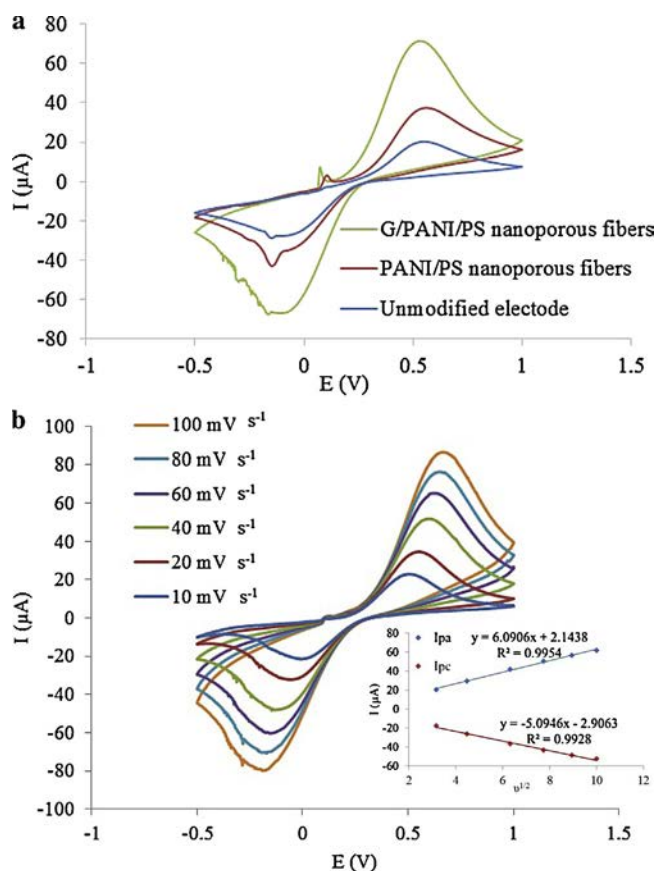 a
80
60
40
20
0
-20
-40
-60
-80
I (µA)
G/PANI/PS nanoporous fibers
PANI/PS nanoporous fibers
Unmodified electode
-1
-0.5
0
0.5
1
1.5
E (V)
b
100
80
60
40
20
0
-20
-40
-60
-80
-100
I (µA)
100 mV s⁻¹
80 mV s⁻¹
60 mV s⁻¹
40 mV s⁻¹
20 mV s⁻¹
10 mV s⁻¹
Ipa
Ipc
y = 6.0906x + 2.1438
R² = 0.9954
y = -5.0946x - 2.9063
R² = 0.9928
80
60
40
20
0
-20
-40
-60
I (µA)
2
4
6
8
10
12
υ^1/2
-1
-0.5
0
0.5
1
1.5
E (V)